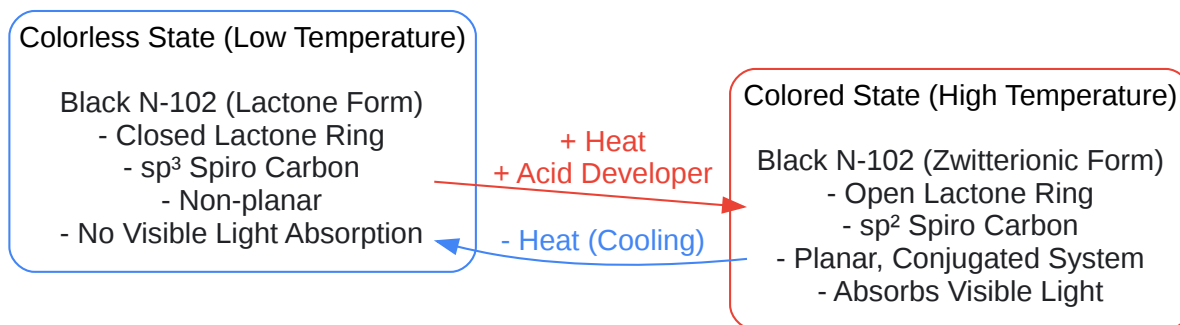 Colorless State (Low Temperature)
Black N-102 (Lactone Form)
- Closed Lactone Ring
- sp³ Spiro Carbon
- Non-planar
- No Visible Light Absorption
+ Heat
+ Acid Developer
- Heat (Cooling)
Colored State (High Temperature)
Black N-102 (Zwitterionic Form)
- Open Lactone Ring
- sp² Spiro Carbon
- Planar, Conjugated System
- Absorbs Visible Light